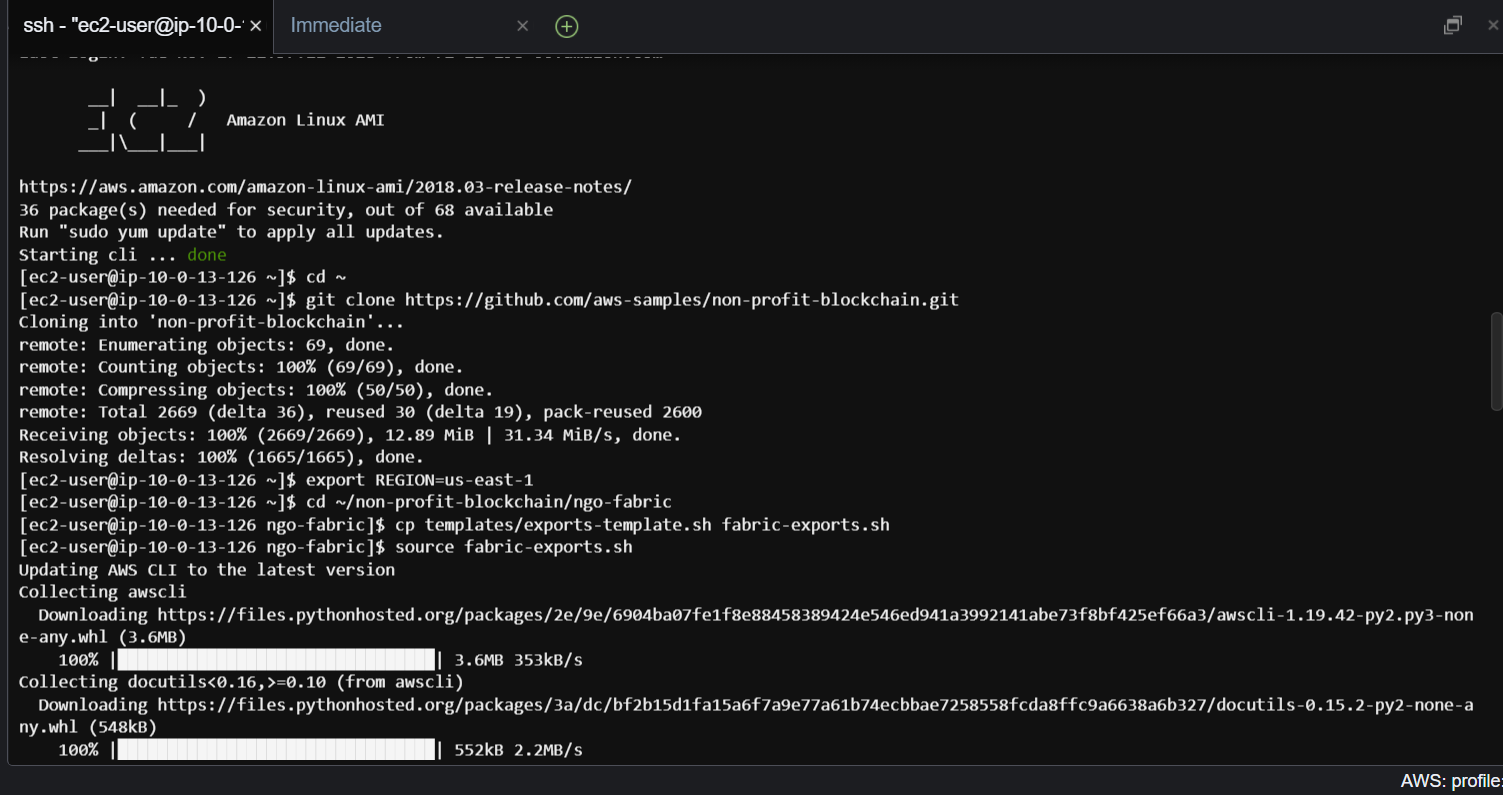 ssh - "ec2-user@ip-10-0-
Immediate
__|  __|_  )
_|  (     /   Amazon Linux AMI
___|\___|___|
https://aws.amazon.com/amazon-linux-ami/2018.03-release-notes/
36 package(s) needed for security, out of 68 available
Run "sudo yum update" to apply all updates.
Starting cli ... done
[ec2-user@ip-10-0-13-126 ~]$ cd ~
[ec2-user@ip-10-0-13-126 ~]$ git clone https://github.com/aws-samples/non-profit-blockchain.git
Cloning into 'non-profit-blockchain'...
remote: Enumerating objects: 69, done.
remote: Counting objects: 100% (69/69), done.
remote: Compressing objects: 100% (50/50), done.
remote: Total 2669 (delta 36), reused 30 (delta 19), pack-reused 2600
Receiving objects: 100% (2669/2669), 12.89 MiB | 31.34 MiB/s, done.
Resolving deltas: 100% (1665/1665), done.
[ec2-user@ip-10-0-13-126 ~]$ export REGION=us-east-1
[ec2-user@ip-10-0-13-126 ~]$ cd ~/non-profit-blockchain/ngo-fabric
[ec2-user@ip-10-0-13-126 ngo-fabric]$ cp templates/exports-template.sh fabric-exports.sh
[ec2-user@ip-10-0-13-126 ngo-fabric]$ source fabric-exports.sh
Updating AWS CLI to the latest version
Collecting awscli
Downloading https://files.pythonhosted.org/packages/2e/9e/6904ba07fe1f8e88458389424e546ed941a3992141abe73f8bf425ef66a3/awscli-1.19.42-py2.py3-non
e-any.whl (3.6MB)
100% |████████████████████████████████| 3.6MB 353kB/s
Collecting docutils<0.16,>=0.10 (from awscli)
Downloading https://files.pythonhosted.org/packages/3a/dc/bf2b15d1fa15a6f7a9e77a61b74ecbbae7258558fcda8ffc9a6638a6b327/docutils-0.15.2-py2-none-a
ny.whl (548kB)
100% |████████████████████████████████| 552kB 2.2MB/s
AWS: profile: